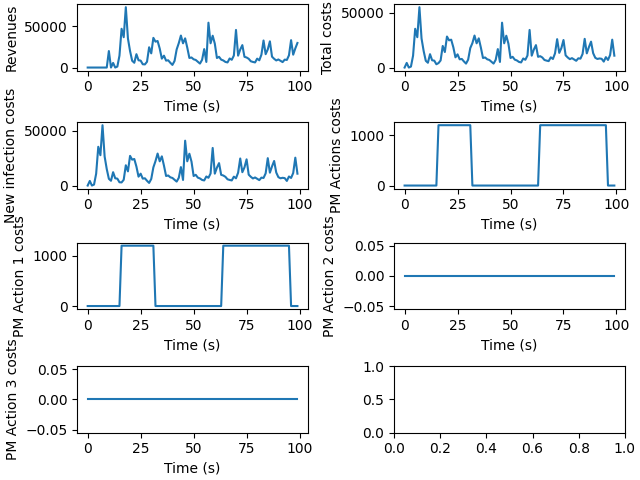 Revenues
50000
0
0 25 50 75 100
Time (s)
Total costs
50000
0
0 25 50 75 100
Time (s)
New infection costs
50000
0
0 25 50 75 100
Time (s)
PM Actions costs
1000
0
0 25 50 75 100
Time (s)
PM Action 1 costs
1000
0
0 25 50 75 100
Time (s)
PM Action 2 costs
0.05
0.00
−0.05
0 25 50 75 100
Time (s)
PM Action 3 costs
0.05
0.00
−0.05
0 25 50 75 100
Time (s)
1.0
0.5
0.0
0.0 0.2 0.4 0.6 0.8 1.0